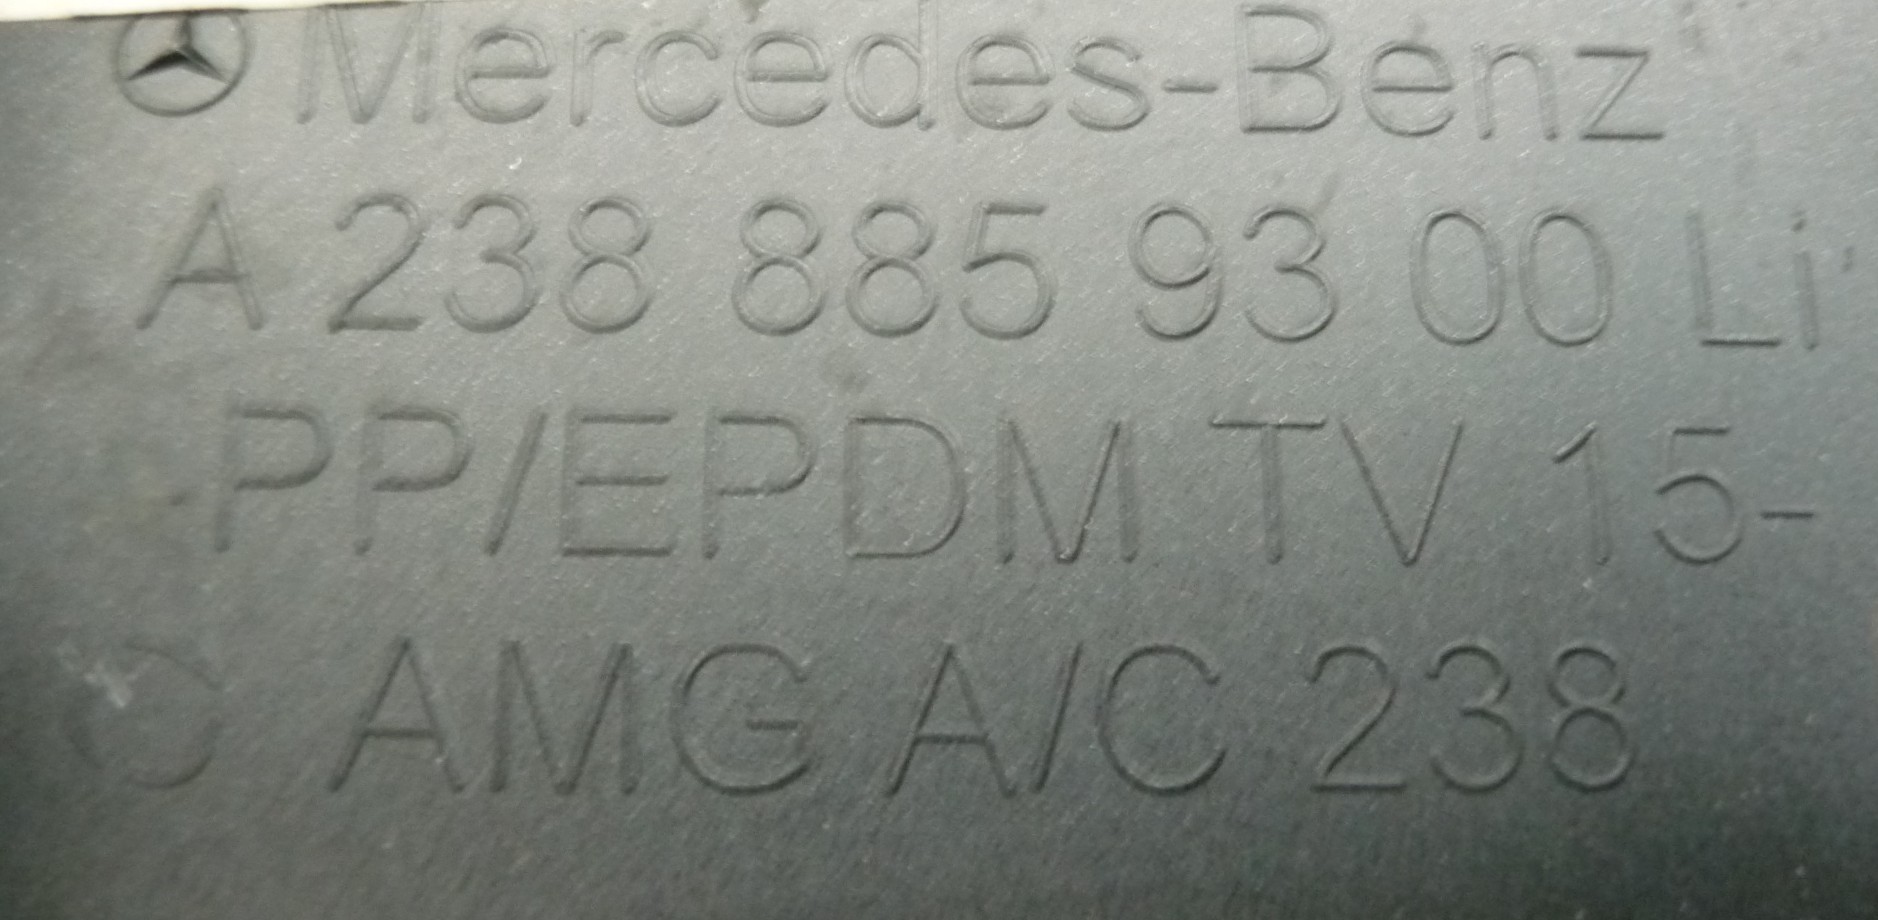 Mercedes-Benz
A 238 885 93 00 Li
PP/EPDM TV 15-
C AMG A/C 238